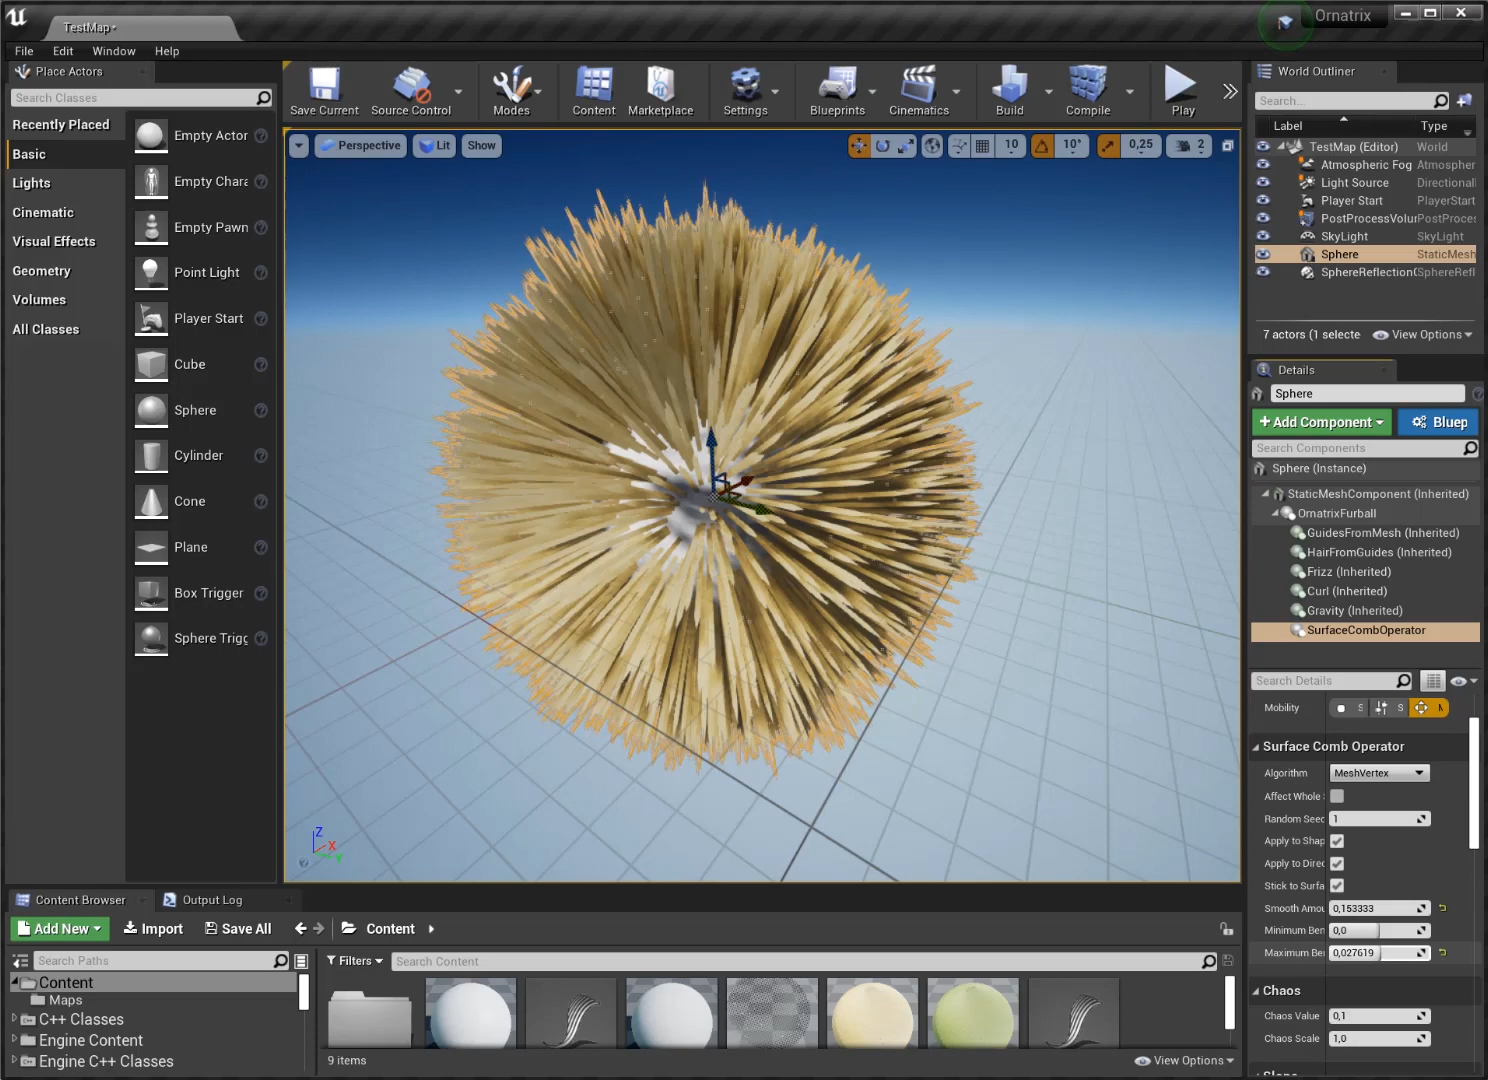 TestMap•
Ornatrix
File Edit Window Help
Place Actors
Search Classes
Recently Placed
Basic
Lights
Cinematic
Visual Effects
Geometry
Volumes
All Classes
Empty Actor
Empty Chara
Empty Pawn
Point Light
Player Start
Cube
Sphere
Cylinder
Cone
Plane
Box Trigger
Sphere Trigg
Save Current Source Control Modes Content Marketplace Settings Blueprints Cinematics Build Compile Play
Perspective Lit Show 10 10° 0,25 2
Z
X
Y
World Outliner
Search...
Label Type
TestMap (Editor) World
Atmospheric Fog Atmospher
Light Source Directional
Player Start PlayerStart
PostProcessVolur PostProces
SkyLight SkyLight
Sphere StaticMesh
SphereReflection( SphereRefl
7 actors (1 selecte View Options
Details
Sphere
+Add Component Bluep
Search Components
Sphere (Instance)
StaticMeshComponent (Inherited)
OrnatrixFurball
GuidesFromMesh (Inherited)
HairFromGuides (Inherited)
Frizz (Inherited)
Curl (Inherited)
Gravity (Inherited)
SurfaceCombOperator
Search Details
Mobility S S M
Surface Comb Operator
Algorithm MeshVertex
Affect Whole S
Random Seed 1
Apply to Shap
Apply to Direc
Stick to Surfa
Smooth Amou 0,153333
Minimum Ben 0,0
Maximum Be 0,027619
Chaos
Chaos Value 0,1
Chaos Scale 1,0
Slope
Content Browser Output Log
Add New Import Save All Content
Search Paths
Content
Maps
C++ Classes
Engine Content
Engine C++ Classes
Filters Search Content
9 items View Options